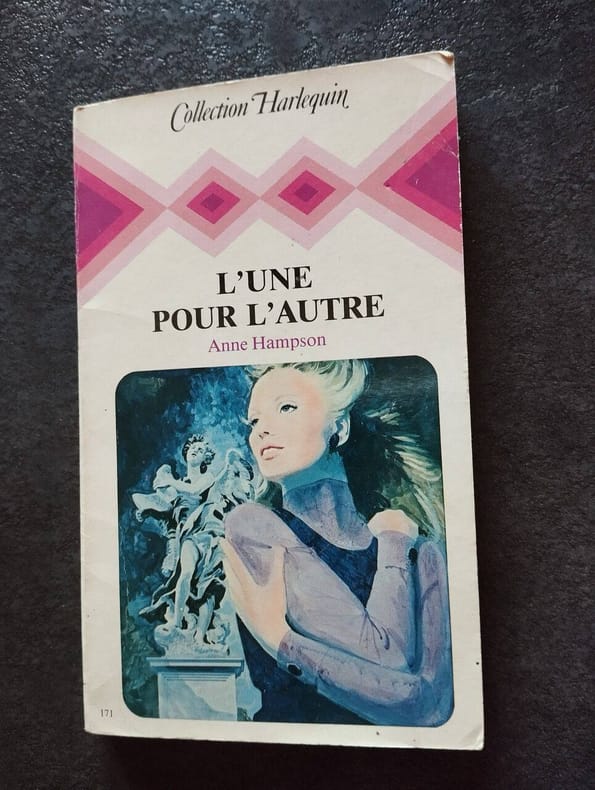 Collection Harlequin
L'UNE
POUR L'AUTRE
Anne Hampson
171